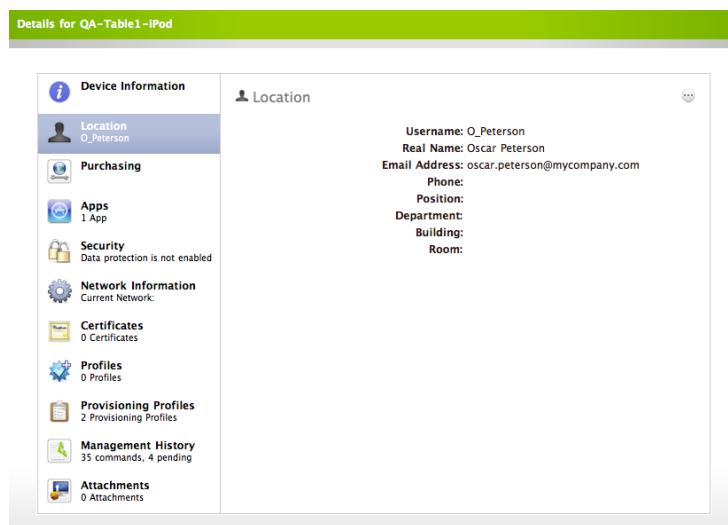 Details for QA-Table1-iPod
Device Information
Location
O_Peterson
Purchasing
Apps
1 App
Security
Data protection is not enabled
Network Information
Current Network:
Certificates
0 Certificates
Profiles
0 Profiles
Provisioning Profiles
2 Provisioning Profiles
Management History
35 commands, 4 pending
Attachments
0 Attachments
Location
Username: O_Peterson
Real Name: Oscar Peterson
Email Address: oscar.peterson@mycompany.com
Phone:
Position:
Department:
Building:
Room: